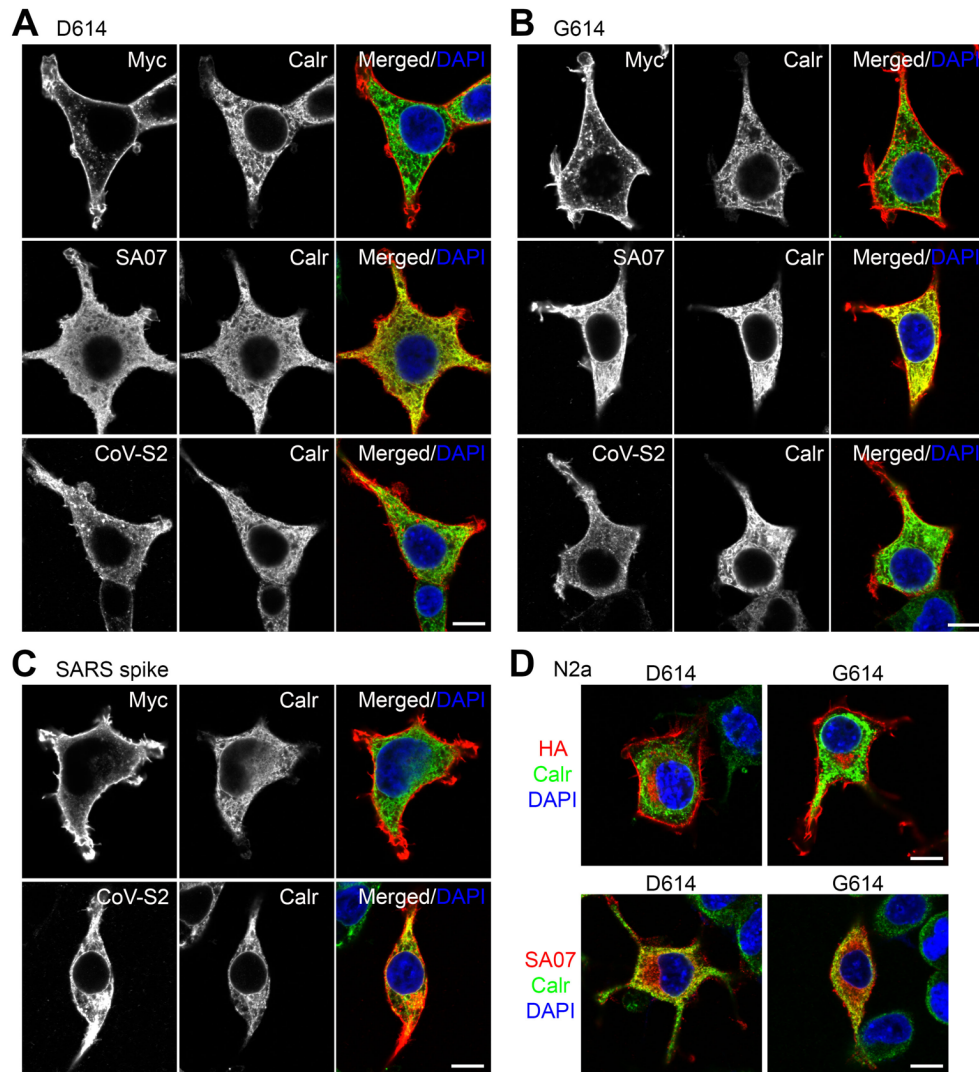 A D614
Myc Calr Merged/DAPI
SA07 Calr Merged/DAPI
CoV-S2 Calr Merged/DAPI
B G614
Myc Calr Merged/DAPI
SA07 Calr Merged/DAPI
CoV-S2 Calr Merged/DAPI
C SARS spike
Myc Calr Merged/DAPI
CoV-S2 Calr Merged/DAPI
D N2a
D614 G614
HA
Calr
DAPI
D614 G614
SA07
Calr
DAPI